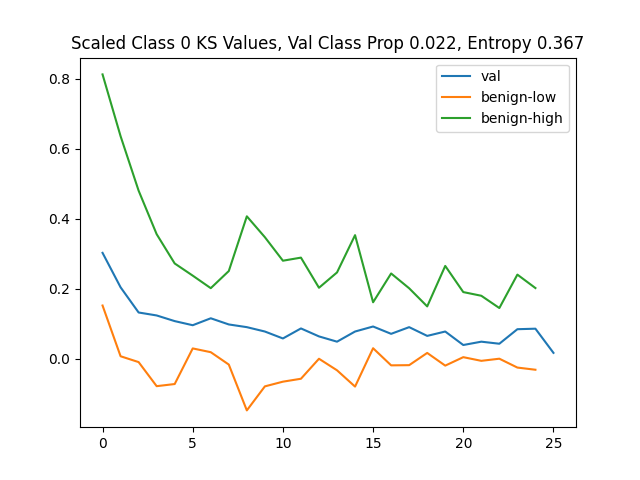 Scaled Class 0 KS Values, Val Class Prop 0.022, Entropy 0.367
val
benign-low
benign-high
0.8
0.6
0.4
0.2
0.0
0 5 10 15 20 25